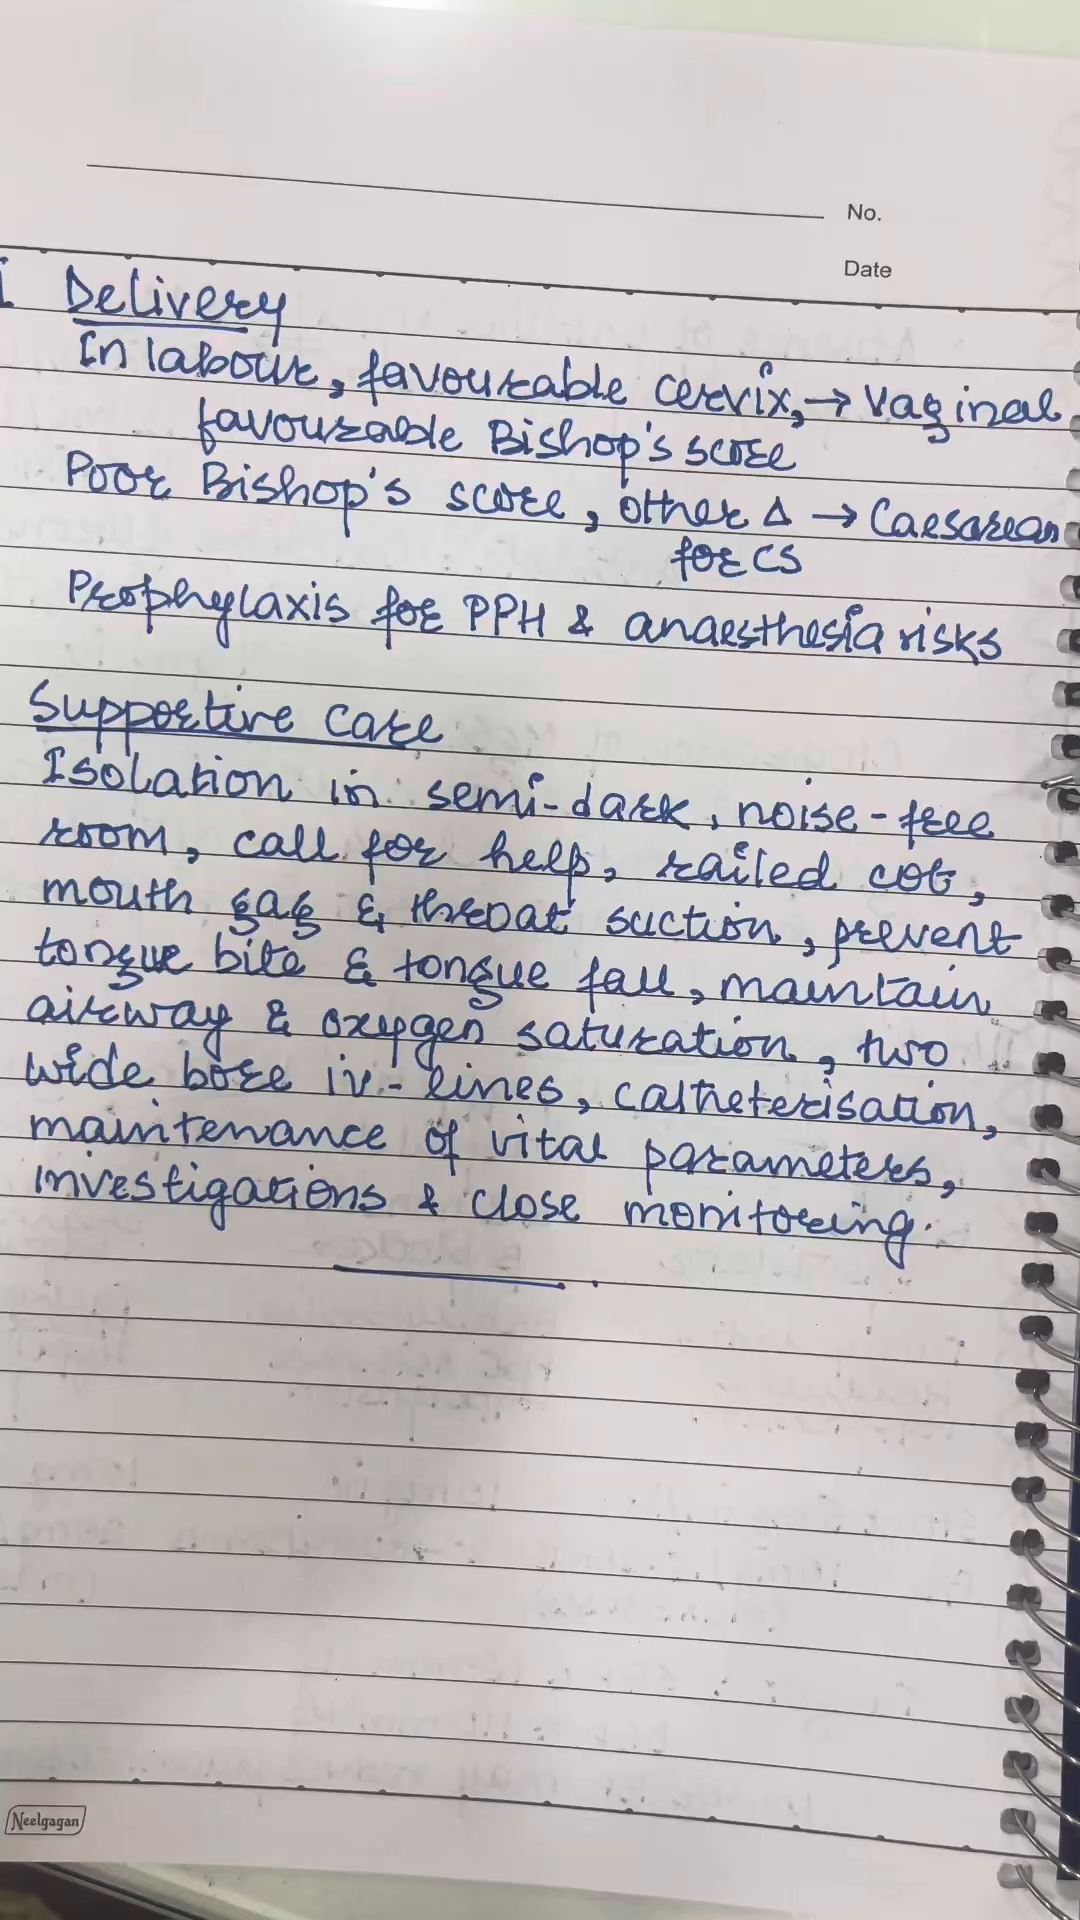 No.
Date
I Delivery
In labour, favourable cervix, → Vaginal
favourable Bishop's score
Poor Bishop's score, other Δ → Caesarean
for CS
Prophylaxis for PPH & anaesthesia risks
Supportive care
Isolation in semi-dark, noise-free
room, call for help, railed cot,
mouth gag & throat suction, prevent
tongue bite & tongue fall, maintain
airway & oxygen saturation, two
wide bore iv- lines, catheterisation,
maintenance of vital parameters,
investigations & close monitoring.
Neelgagan